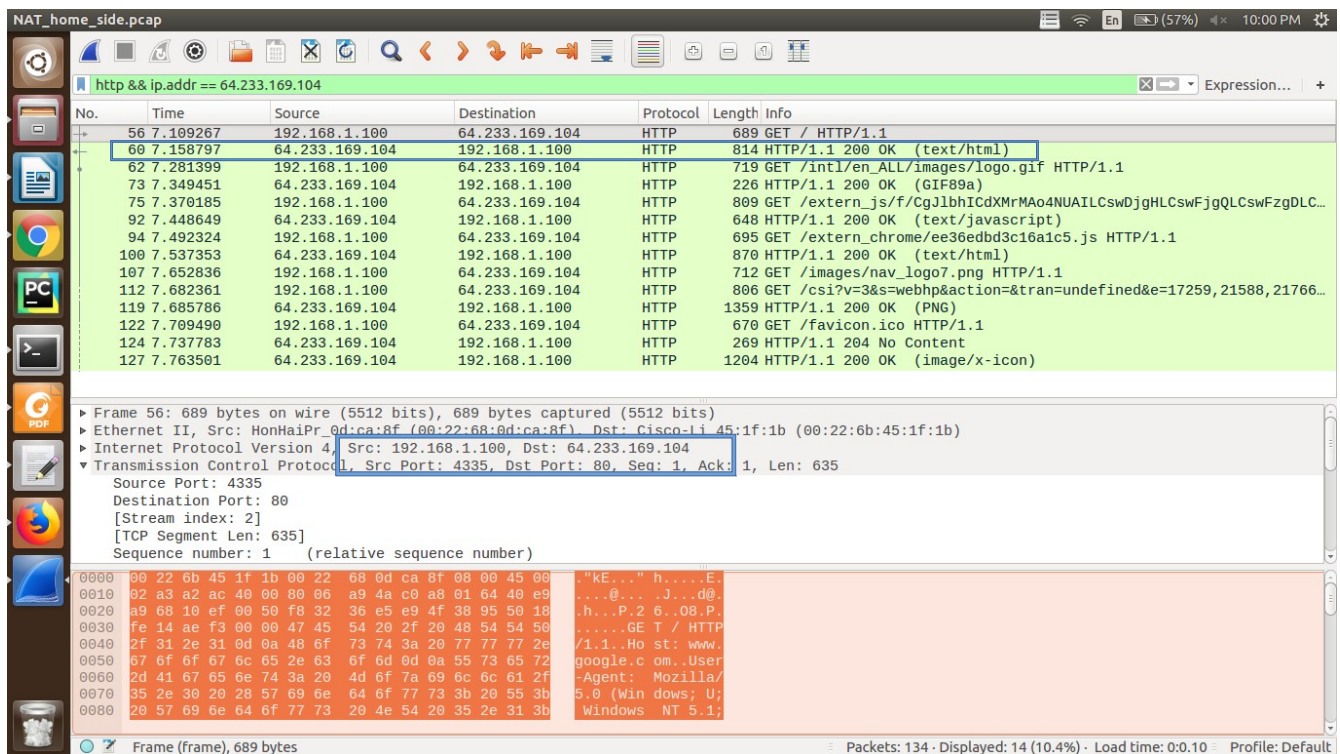 NAT_home_side.pcap En (57%) 10:00 PM
http && ip.addr == 64.233.169.104 Expression… +
No. Time Source Destination Protocol Length Info
56 7.109267 192.168.1.100 64.233.169.104 HTTP 689 GET / HTTP/1.1
60 7.158797 64.233.169.104 192.168.1.100 HTTP 814 HTTP/1.1 200 OK (text/html)
62 7.281399 192.168.1.100 64.233.169.104 HTTP 719 GET /intl/en_ALL/images/logo.gif HTTP/1.1
73 7.349451 64.233.169.104 192.168.1.100 HTTP 226 HTTP/1.1 200 OK (GIF89a)
75 7.370185 192.168.1.100 64.233.169.104 HTTP 809 GET /extern_js/f/CgJlbhICdXMrMAo4NUAILCswDjgHLCswFjgQLCswFzgDLC…
92 7.448649 64.233.169.104 192.168.1.100 HTTP 648 HTTP/1.1 200 OK (text/javascript)
94 7.492324 192.168.1.100 64.233.169.104 HTTP 695 GET /extern_chrome/ee36edbd3c16a1c5.js HTTP/1.1
100 7.537353 64.233.169.104 192.168.1.100 HTTP 870 HTTP/1.1 200 OK (text/html)
107 7.652836 192.168.1.100 64.233.169.104 HTTP 712 GET /images/nav_logo7.png HTTP/1.1
112 7.682361 192.168.1.100 64.233.169.104 HTTP 806 GET /csi?v=3&s=webhp&action=&tran=undefined&e=17259,21588,21766…
119 7.685786 64.233.169.104 192.168.1.100 HTTP 1359 HTTP/1.1 200 OK (PNG)
122 7.709490 192.168.1.100 64.233.169.104 HTTP 670 GET /favicon.ico HTTP/1.1
124 7.737783 64.233.169.104 192.168.1.100 HTTP 269 HTTP/1.1 204 No Content
127 7.763501 64.233.169.104 192.168.1.100 HTTP 1204 HTTP/1.1 200 OK (image/x-icon)
PC
PDF
Frame 56: 689 bytes on wire (5512 bits), 689 bytes captured (5512 bits)
Ethernet II, Src: HonHaiPr_0d:ca:8f (00:22:68:0d:ca:8f), Dst: Cisco-Li_45:1f:1b (00:22:6b:45:1f:1b)
Internet Protocol Version 4, Src: 192.168.1.100, Dst: 64.233.169.104
Transmission Control Protocol, Src Port: 4335, Dst Port: 80, Seq: 1, Ack: 1, Len: 635
Source Port: 4335
Destination Port: 80
[Stream index: 2]
[TCP Segment Len: 635]
Sequence number: 1 (relative sequence number)
0000 00 22 6b 45 1f 1b 00 22 68 0d ca 8f 08 00 45 00 ."kE..." h.....E.
0010 02 a3 a2 ac 40 00 80 06 a9 4a c0 a8 01 64 40 e9 ....@... .J...d@.
0020 a9 68 10 ef 00 50 f8 32 36 e5 e9 4f 38 95 50 18 .h...P.2 6..O8.P.
0030 fe 14 ae f3 00 00 47 45 54 20 2f 20 48 54 54 50 ......GE T / HTTP
0040 2f 31 2e 31 0d 0a 48 6f 73 74 3a 20 77 77 77 2e /1.1..Ho st: www.
0050 67 6f 6f 67 6c 65 2e 63 6f 6d 0d 0a 55 73 65 72 google.c om..User
0060 2d 41 67 65 6e 74 3a 20 4d 6f 7a 69 6c 6c 61 2f -Agent: Mozilla/
0070 35 2e 30 20 28 57 69 6e 64 6f 77 73 3b 20 55 3b 5.0 (Win dows; U;
0080 20 57 69 6e 64 6f 77 73 20 4e 54 20 35 2e 31 3b Windows NT 5.1;
Frame (frame), 689 bytes Packets: 134 · Displayed: 14 (10.4%) · Load time: 0:0.10 Profile: Default